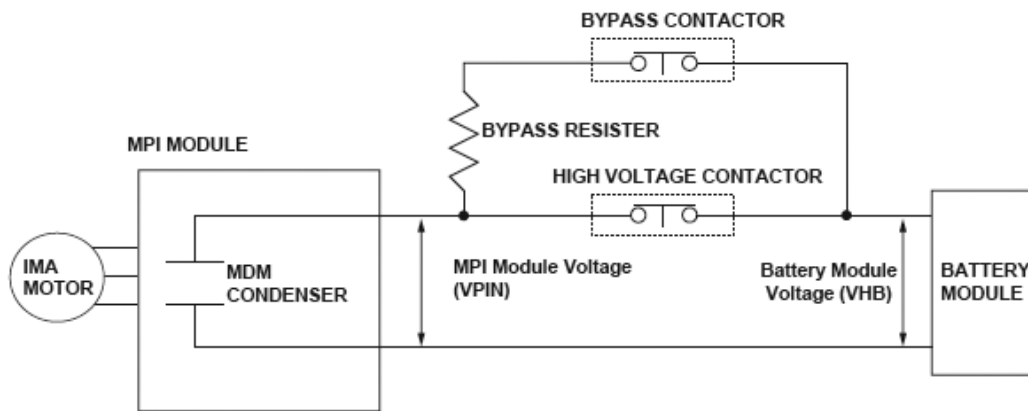 BYPASS CONTACTOR
BYPASS RESISTER
MPI MODULE
HIGH VOLTAGE CONTACTOR
IMA
MOTOR
MDM
CONDENSER
MPI Module Voltage
(VPIN)
Battery Module
Voltage (VHB)
BATTERY
MODULE